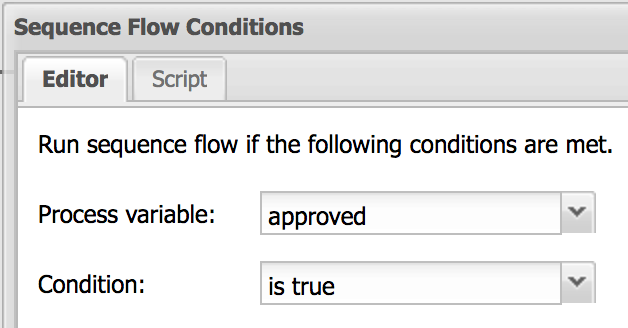 Sequence Flow Conditions
Editor Script
Run sequence flow if the following conditions are met.
Process variable: approved
Condition: is true